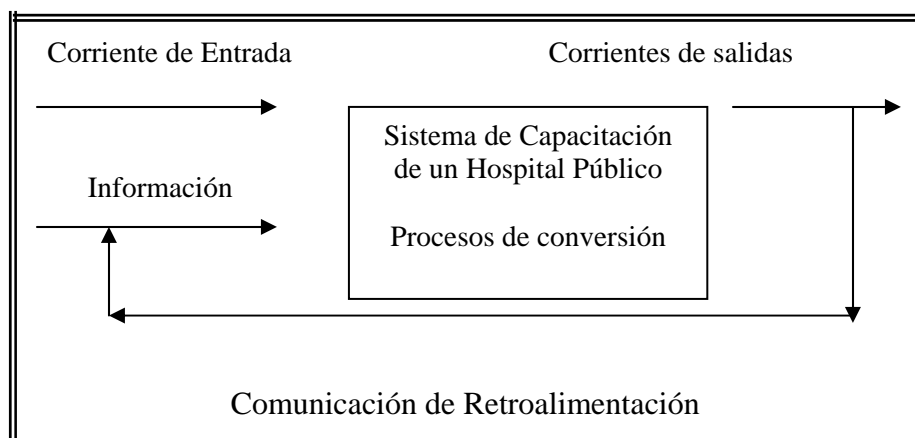 Corriente de Entrada
Corrientes de salidas
Sistema de Capacitación
de un Hospital Público
Información
Procesos de conversión
Comunicación de Retroalimentación